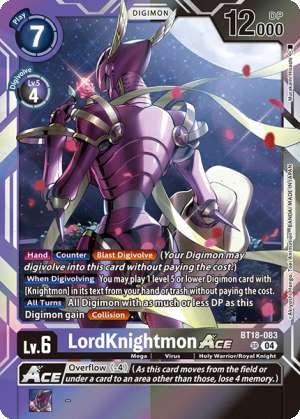 Play
DIGIMON
DP
7
12000
Digivolve
Lv.5
4
Hand Counter Blast Digivolve (Your Digimon may
digivolve into this card without paying the cost.)
When Digivolving You may play 1 level 5 or lower Digimon card with
[Knightmon] in its text from your hand or trash without paying the cost.
All Turns All Digimon with as much or less DP as this
Digimon gain Collision.
Lv.6
LordKnightmon ACE
BT18-083
SR 04
Mega Virus Holy Warrior/Royal Knight
ACE Overflow ⟨-4⟩ (As this card moves from the field or
under a card to an area other than those, lose 4 memory.)
-